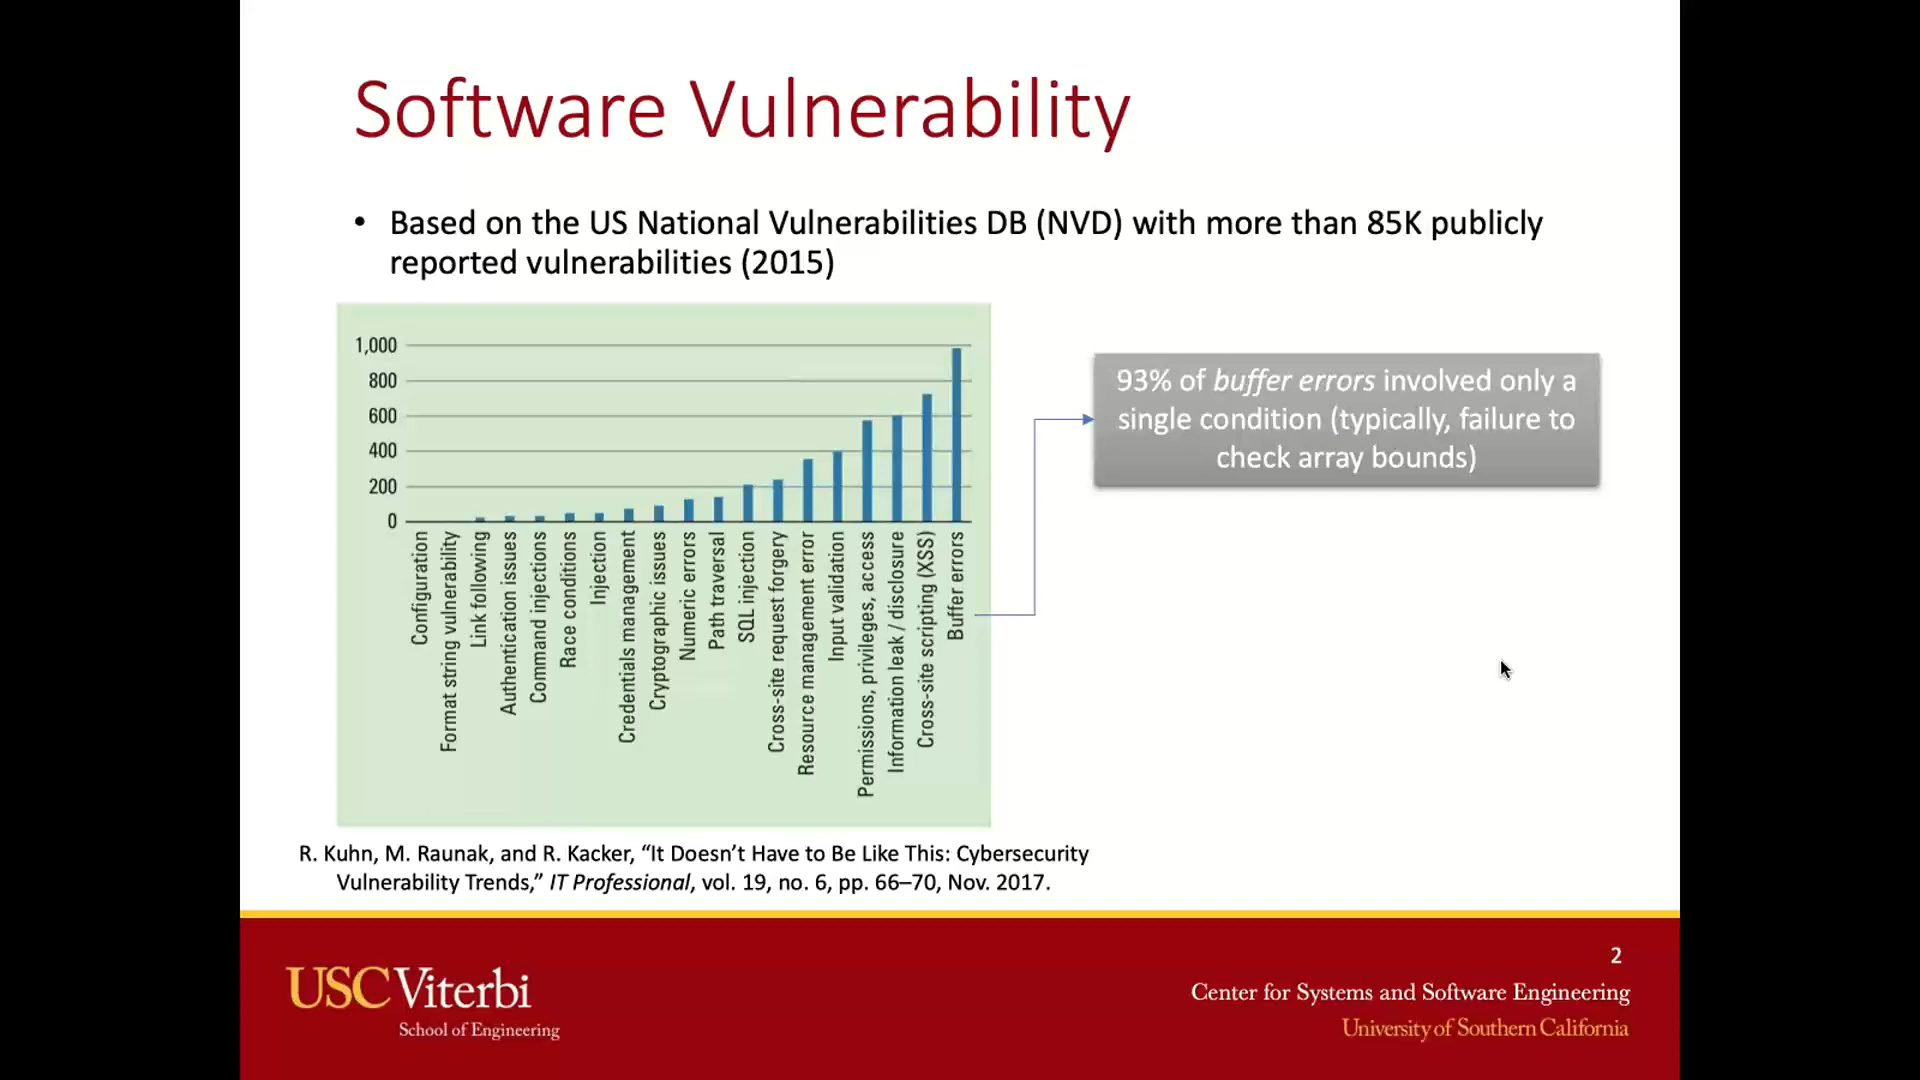 Software Vulnerability
• Based on the US National Vulnerabilities DB (NVD) with more than 85K publicly
reported vulnerabilities (2015)
1,000
800
600
400
200
0
Configuration
Format string vulnerability
Link following
Authentication issues
Command injections
Race conditions
Injection
Credentials management
Cryptographic issues
Numeric errors
Path traversal
SQL injection
Cross-site request forgery
Resource management error
Input validation
Permissions, privileges, access
Information leak / disclosure
Cross-site scripting (XSS)
Buffer errors
93% of buffer errors involved only a
single condition (typically, failure to
check array bounds)
R. Kuhn, M. Raunak, and R. Kacker, “It Doesn’t Have to Be Like This: Cybersecurity
Vulnerability Trends,” IT Professional, vol. 19, no. 6, pp. 66–70, Nov. 2017.
2
USC Viterbi
School of Engineering
Center for Systems and Software Engineering
University of Southern California